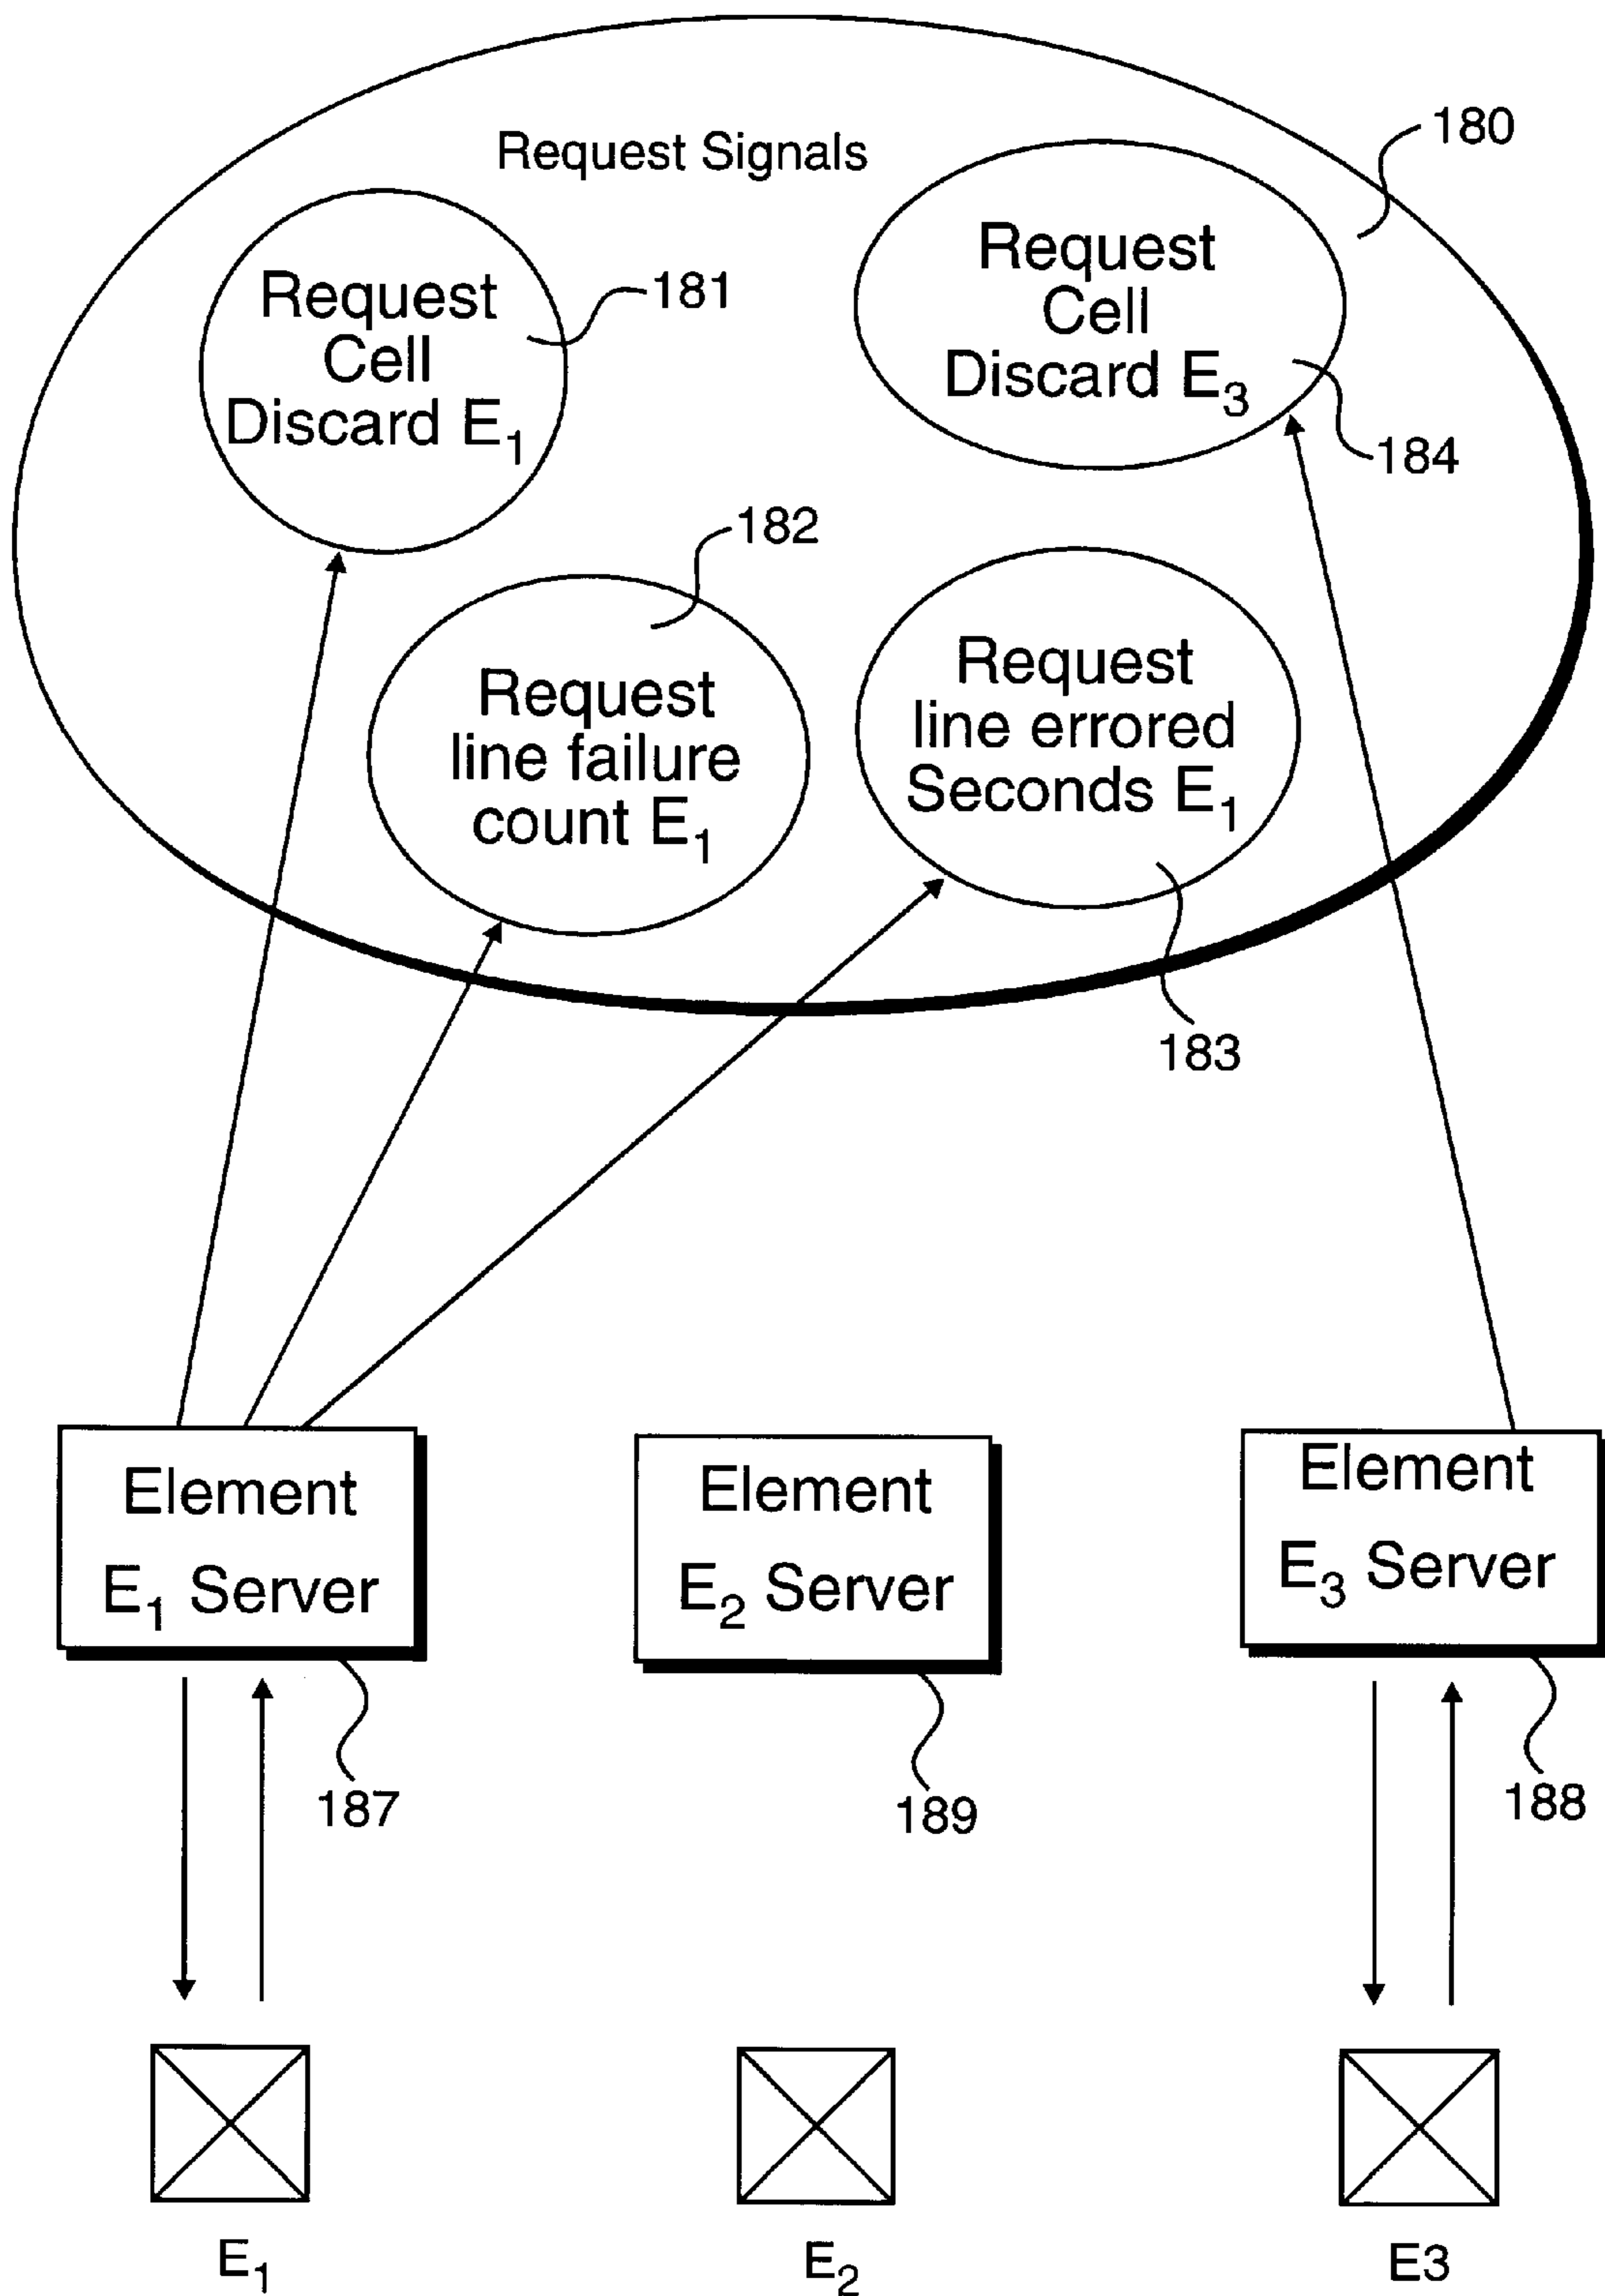 180
Request Signals
Request
Cell
Discard E₁
181
Request
Cell
Discard E₃
184
182
Request
line failure
count E₁
Request
line errored
Seconds E₁
183
Element
E₁ Server
Element
E₂ Server
Element
E₃ Server
187
189
188
E₁
E₂
E3